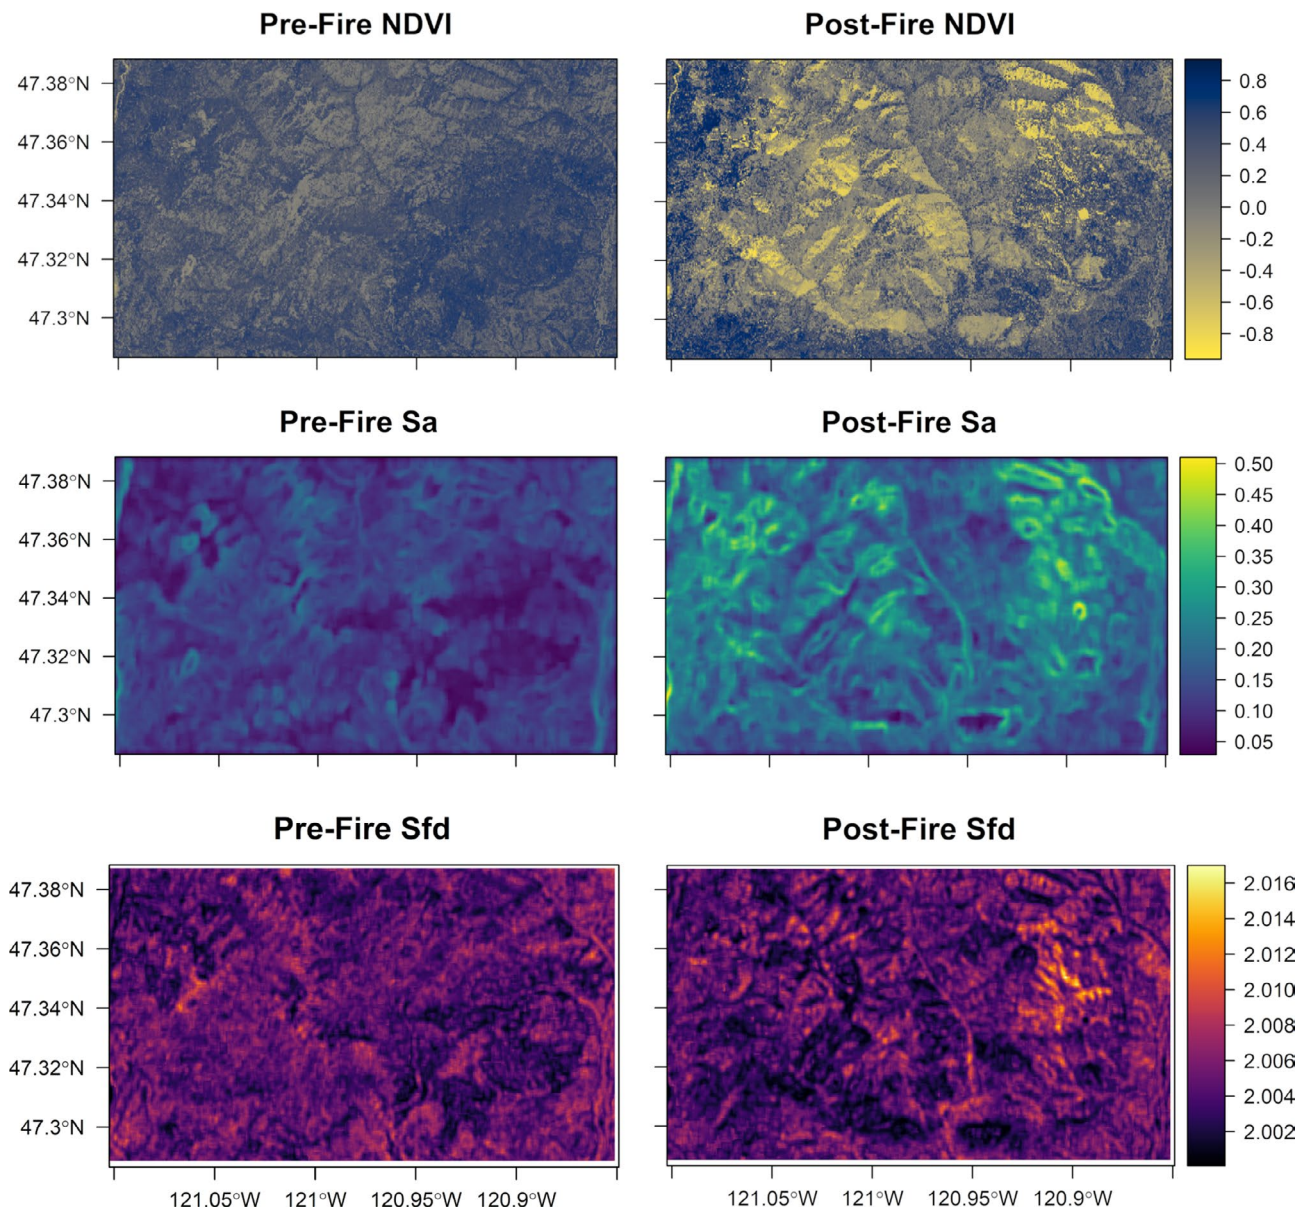 Pre-Fire NDVI Post-Fire NDVI
47.38°N
47.36°N
47.34°N
47.32°N
47.3°N
0.8
0.6
0.4
0.2
0.0
-0.2
-0.4
-0.6
-0.8
Pre-Fire Sa Post-Fire Sa
47.38°N
47.36°N
47.34°N
47.32°N
47.3°N
0.50
0.45
0.40
0.35
0.30
0.25
0.20
0.15
0.10
0.05
Pre-Fire Sfd Post-Fire Sfd
47.38°N
47.36°N
47.34°N
47.32°N
47.3°N
2.016
2.014
2.012
2.010
2.008
2.006
2.004
2.002
121.05°W 121°W 120.95°W 120.9°W 121.05°W 121°W 120.95°W 120.9°W